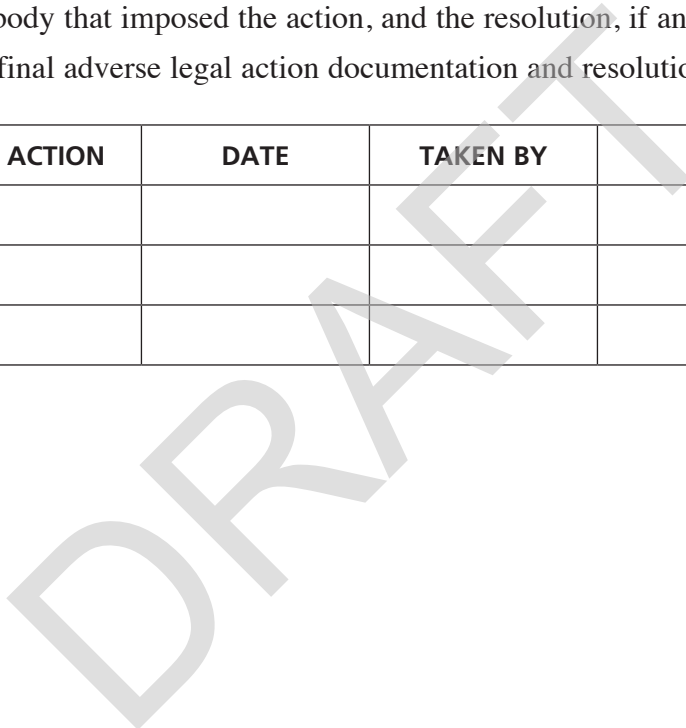 body that imposed the action, and the resolution, if an
final adverse legal action documentation and resolutio
ACTION DATE TAKEN BY
DRAFT